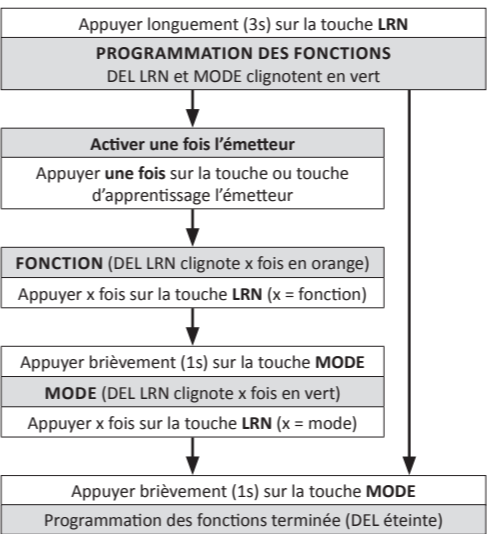 Appuyer longuement (3s) sur la touche LRN
PROGRAMMATION DES FONCTIONS
DEL LRN et MODE clignotent en vert
Activer une fois l'émetteur
Appuyer une fois sur la touche ou touche
d'apprentissage l'émetteur
FONCTION (DEL LRN clignote x fois en orange)
Appuyer x fois sur la touche LRN (x = fonction)
Appuyer brièvement (1s) sur la touche MODE
MODE (DEL LRN clignote x fois en vert)
Appuyer x fois sur la touche LRN (x = mode)
Appuyer brièvement (1s) sur la touche MODE
Programmation des fonctions terminée (DEL éteinte)